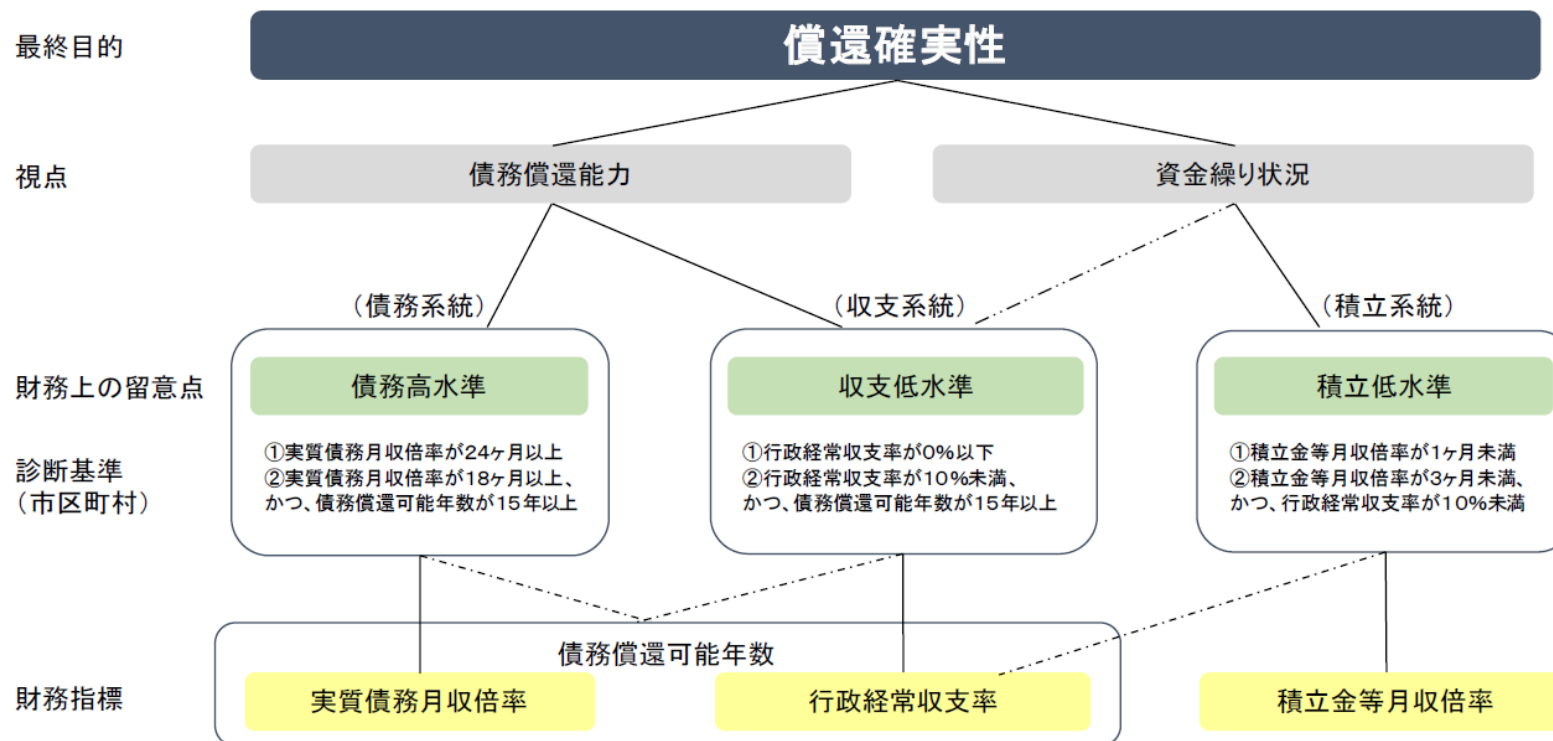 最終目的
償還確実性
視点
債務償還能力
資金繰り状況
（債務系統）
（収支系統）
（積立系統）
財務上の留意点
債務高水準
収支低水準
積立低水準
診断基準
（市区町村）
①実質債務月収倍率が24ヶ月以上
②実質債務月収倍率が18ヶ月以上、
かつ、債務償還可能年数が15年以上
①行政経常収支率が0%以下
②行政経常収支率が10%未満、
かつ、債務償還可能年数が15年以上
①積立金等月収倍率が1ヶ月未満
②積立金等月収倍率が3ヶ月未満、
かつ、行政経常収支率が10%未満
債務償還可能年数
財務指標
実質債務月収倍率
行政経常収支率
積立金等月収倍率